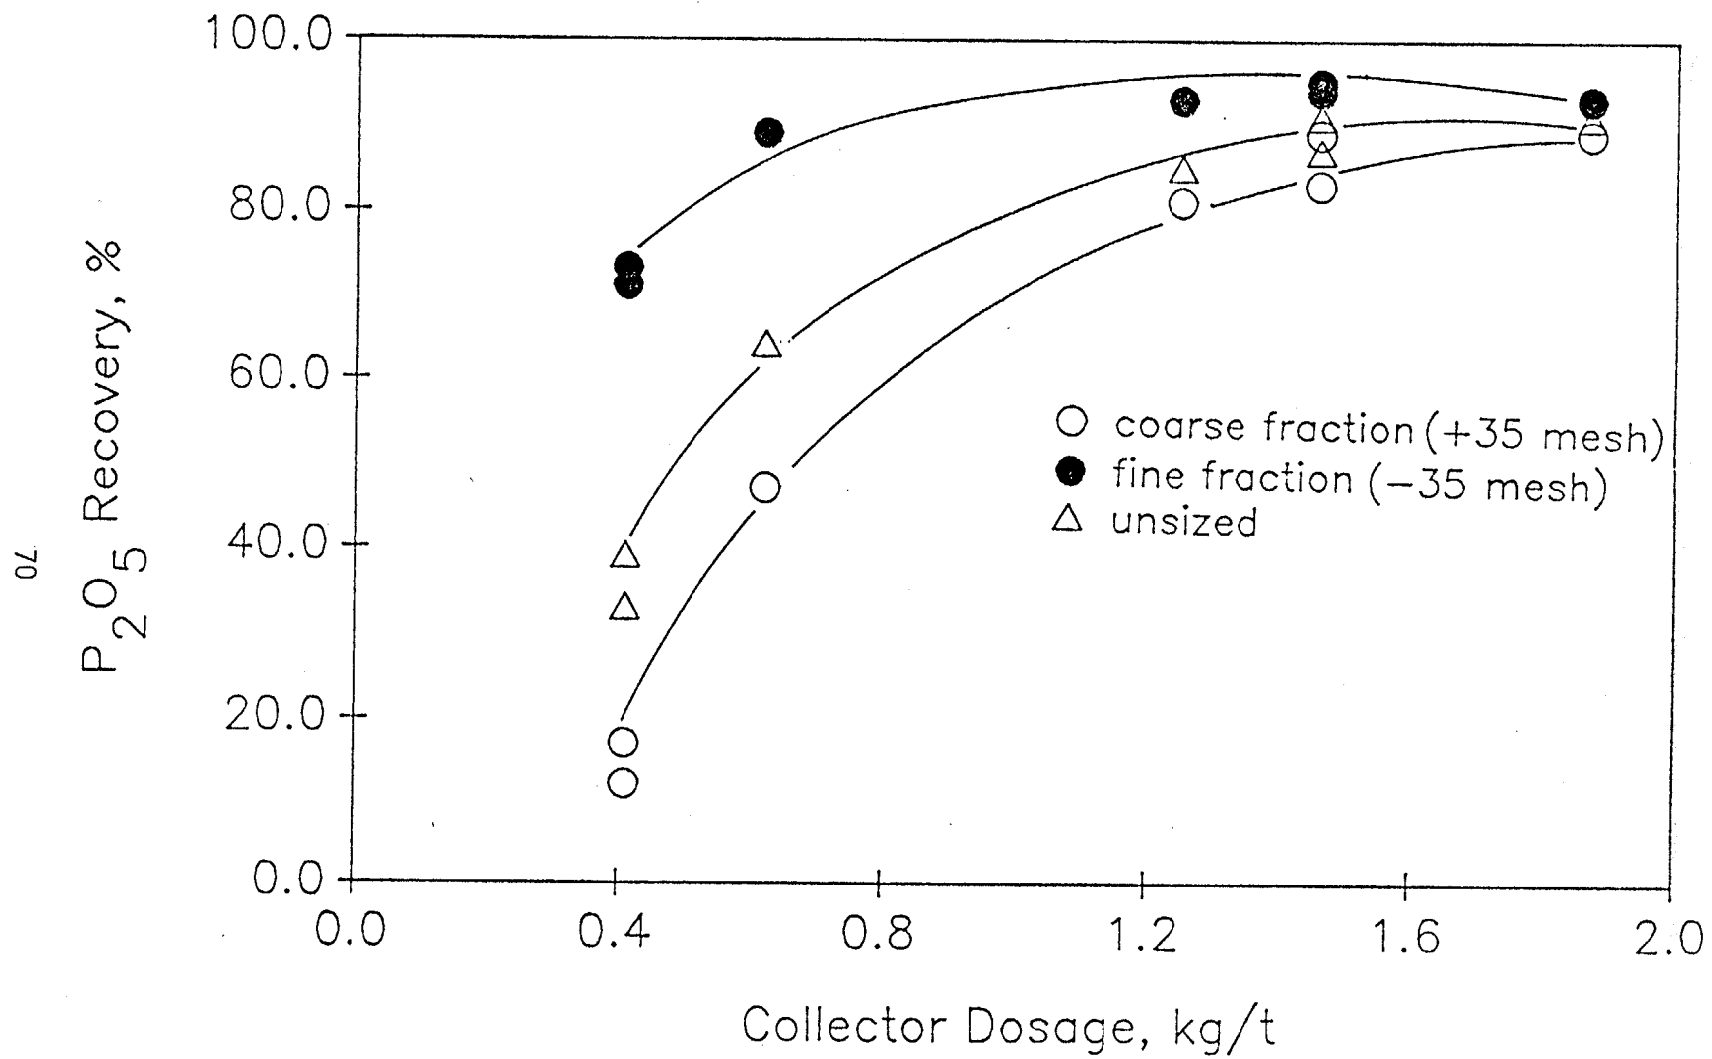 100.0
80.0
60.0
40.0
20.0
0.0
P2O5 Recovery, %
70
○ coarse fraction (+35 mesh)
● fine fraction (−35 mesh)
△ unsized
0.0 0.4 0.8 1.2 1.6 2.0
Collector Dosage, kg/t